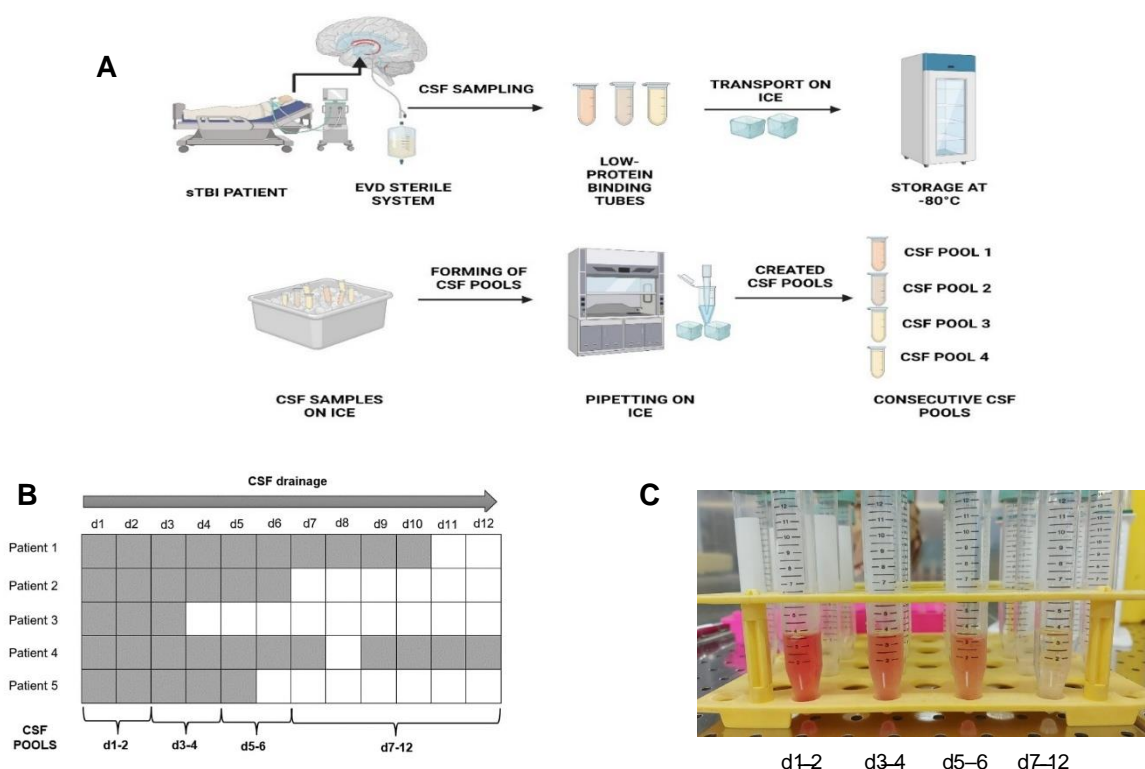 A
CSF SAMPLING
TRANSPORT ON
ICE
sTBI PATIENT
EVD STERILE
SYSTEM
LOW-
PROTEIN
BINDING
TUBES
STORAGE AT
-80°C
FORMING OF
CSF POOLS
CREATED
CSF POOLS
CSF POOL 1
CSF POOL 2
CSF POOL 3
CSF POOL 4
CSF SAMPLES
ON ICE
PIPETTING ON
ICE
CONSECUTIVE CSF
POOLS
B
CSF drainage
d1 d2 d3 d4 d5 d6 d7 d8 d9 d10 d11 d12
Patient 1
Patient 2
Patient 3
Patient 4
Patient 5
CSF
POOLS
d1-2 d3-4 d5-6 d7-12
C
d1–2 d3–4 d5–6 d7–12